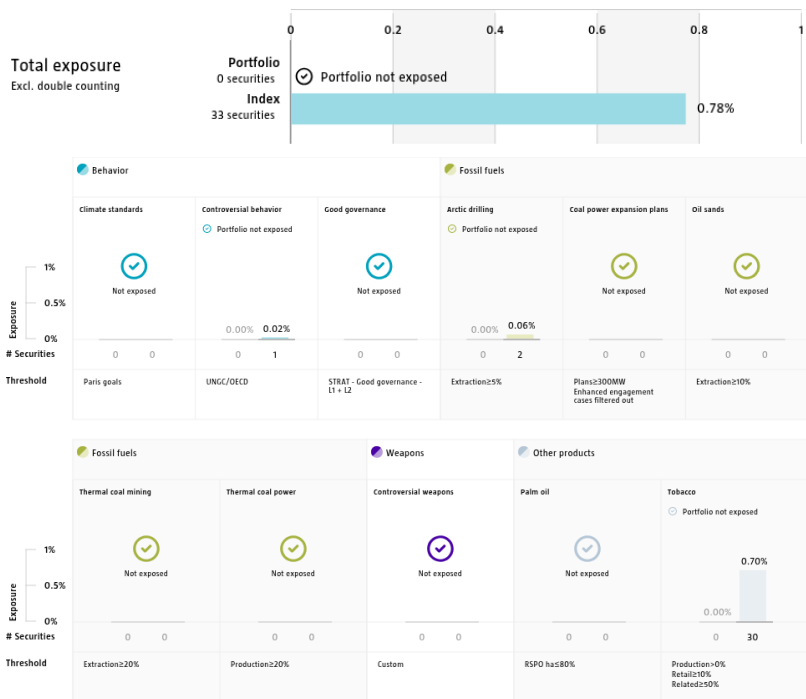 0 0.2 0.4 0.6 0.8 1
Total exposure
Excl. double counting
Portfolio
0 securities
Portfolio not exposed
Index
33 securities
0.78%
Behavior
Fossil fuels
Climate standards
Controversial behavior
Good governance
Arctic drilling
Coal power expansion plans
Oil sands
Portfolio not exposed
Portfolio not exposed
Exposure
1%
0.5%
0%
Not exposed
0.00% 0.02%
Not exposed
0.00% 0.06%
Not exposed
Not exposed
# Securities
0 0
0 1
0 0
0 2
0 0
0 0
Threshold
Paris goals
UNGC/OECD
STRAT - Good governance -
L1 + L2
Extraction≥5%
Plans≥300MW
Enhanced engagement
cases filtered out
Extraction≥10%
Fossil fuels
Weapons
Other products
Thermal coal mining
Thermal coal power
Controversial weapons
Palm oil
Tobacco
Portfolio not exposed
Exposure
1%
0.5%
0%
Not exposed
Not exposed
Not exposed
Not exposed
0.00% 0.70%
# Securities
0 0
0 0
0 0
0 0
0 30
Threshold
Extraction≥20%
Production≥20%
Custom
RSPO ha≤80%
Production>0%
Retail≥10%
Related≥50%